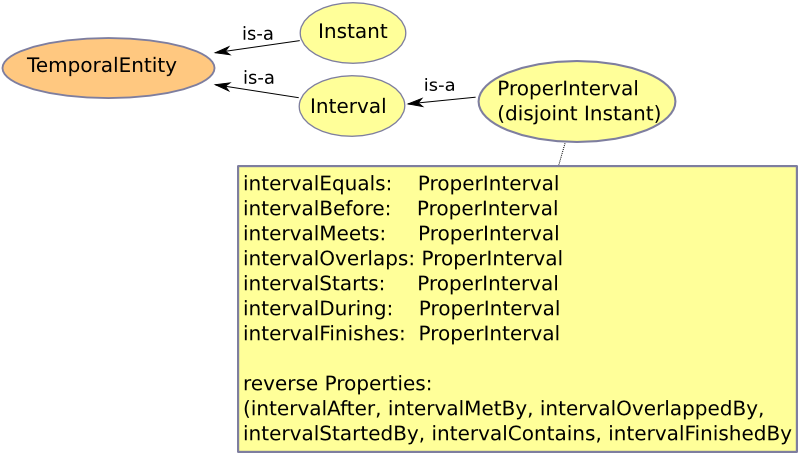 is-a
Instant
TemporalEntity
is-a
Interval
is-a
ProperInterval
(disjoint Instant)
intervalEquals: ProperInterval
intervalBefore: ProperInterval
intervalMeets: ProperInterval
intervalOverlaps: ProperInterval
intervalStarts: ProperInterval
intervalDuring: ProperInterval
intervalFinishes: ProperInterval
reverse Properties:
(intervalAfter, intervalMetBy, intervalOverlappedBy,
intervalStartedBy, intervalContains, intervalFinishedBy